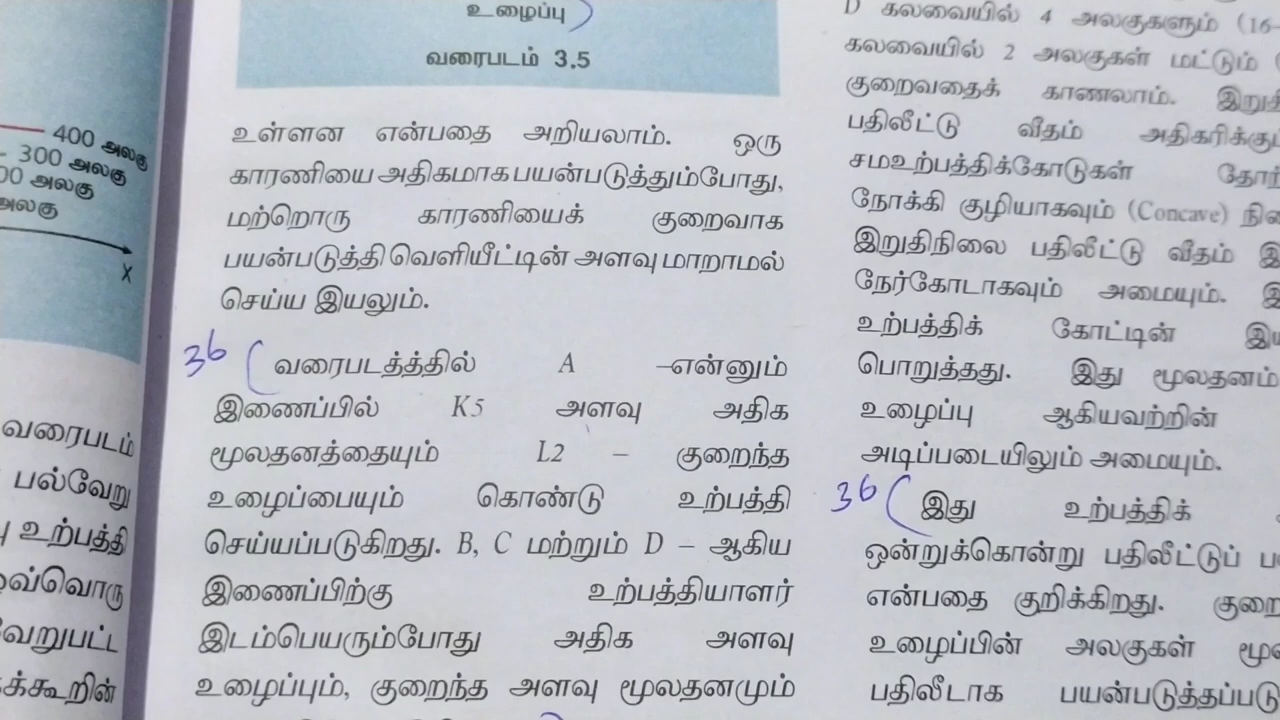 400 அலகு
300 அலகு
00 அலகு
அலகு
X
வரைபடம்
பல்வேறு
உற்பத்தி
வ்வொரு
வேறுபட்ட
க்கூறின்
உழைப்பு
வரைபடம் 3.5
உள்ளன என்பதை அறியலாம். ஒரு
காரணியை அதிகமாக பயன்படுத்தும்போது,
மற்றொரு காரணியைக் குறைவாக
பயன்படுத்தி வெளியீட்டின் அளவு மாறாமல்
செய்ய இயலும்.
36 ( வரைபடத்த்தில் A –என்னும்
இணைப்பில் K5 அளவு அதிக
மூலதனத்தையும் L2 – குறைந்த
உழைப்பையும் கொண்டு உற்பத்தி
செய்யப்படுகிறது. B, C மற்றும் D – ஆகிய
இணைப்பிற்கு உற்பத்தியாளர்
இடம்பெயரும்போது அதிக அளவு
உழைப்பும், குறைந்த அளவு மூலதனமும்
D கலவையில் 4 அலகுகளும் (16-
கலவையில் 2 அலகுகள் மட்டும் (
குறைவதைக் காணலாம். இறுதி
பதிலீட்டு வீதம் அதிகரிக்கு
சமஉற்பத்திக்கோடுகள் தோற்
நோக்கி குழியாகவும் (Concave)
இறுதிநிலை பதிலீட்டு வீதம்
நேர்கோடாகவும் அமையும்.
உற்பத்திக் கோட்டின்
பொறுத்தது. இது மூலதனம்
உழைப்பு ஆகியவற்றின்
அடிப்படையிலும் அமையும்.
36 ( இது உற்பத்திக்
ஒன்றுக்கொன்று பதிலீட்டுப்
என்பதை குறிக்கிறது. குறை
உழைப்பின் அலகுகள் மூல
பதிலீடாக பயன்படுத்தப்படு